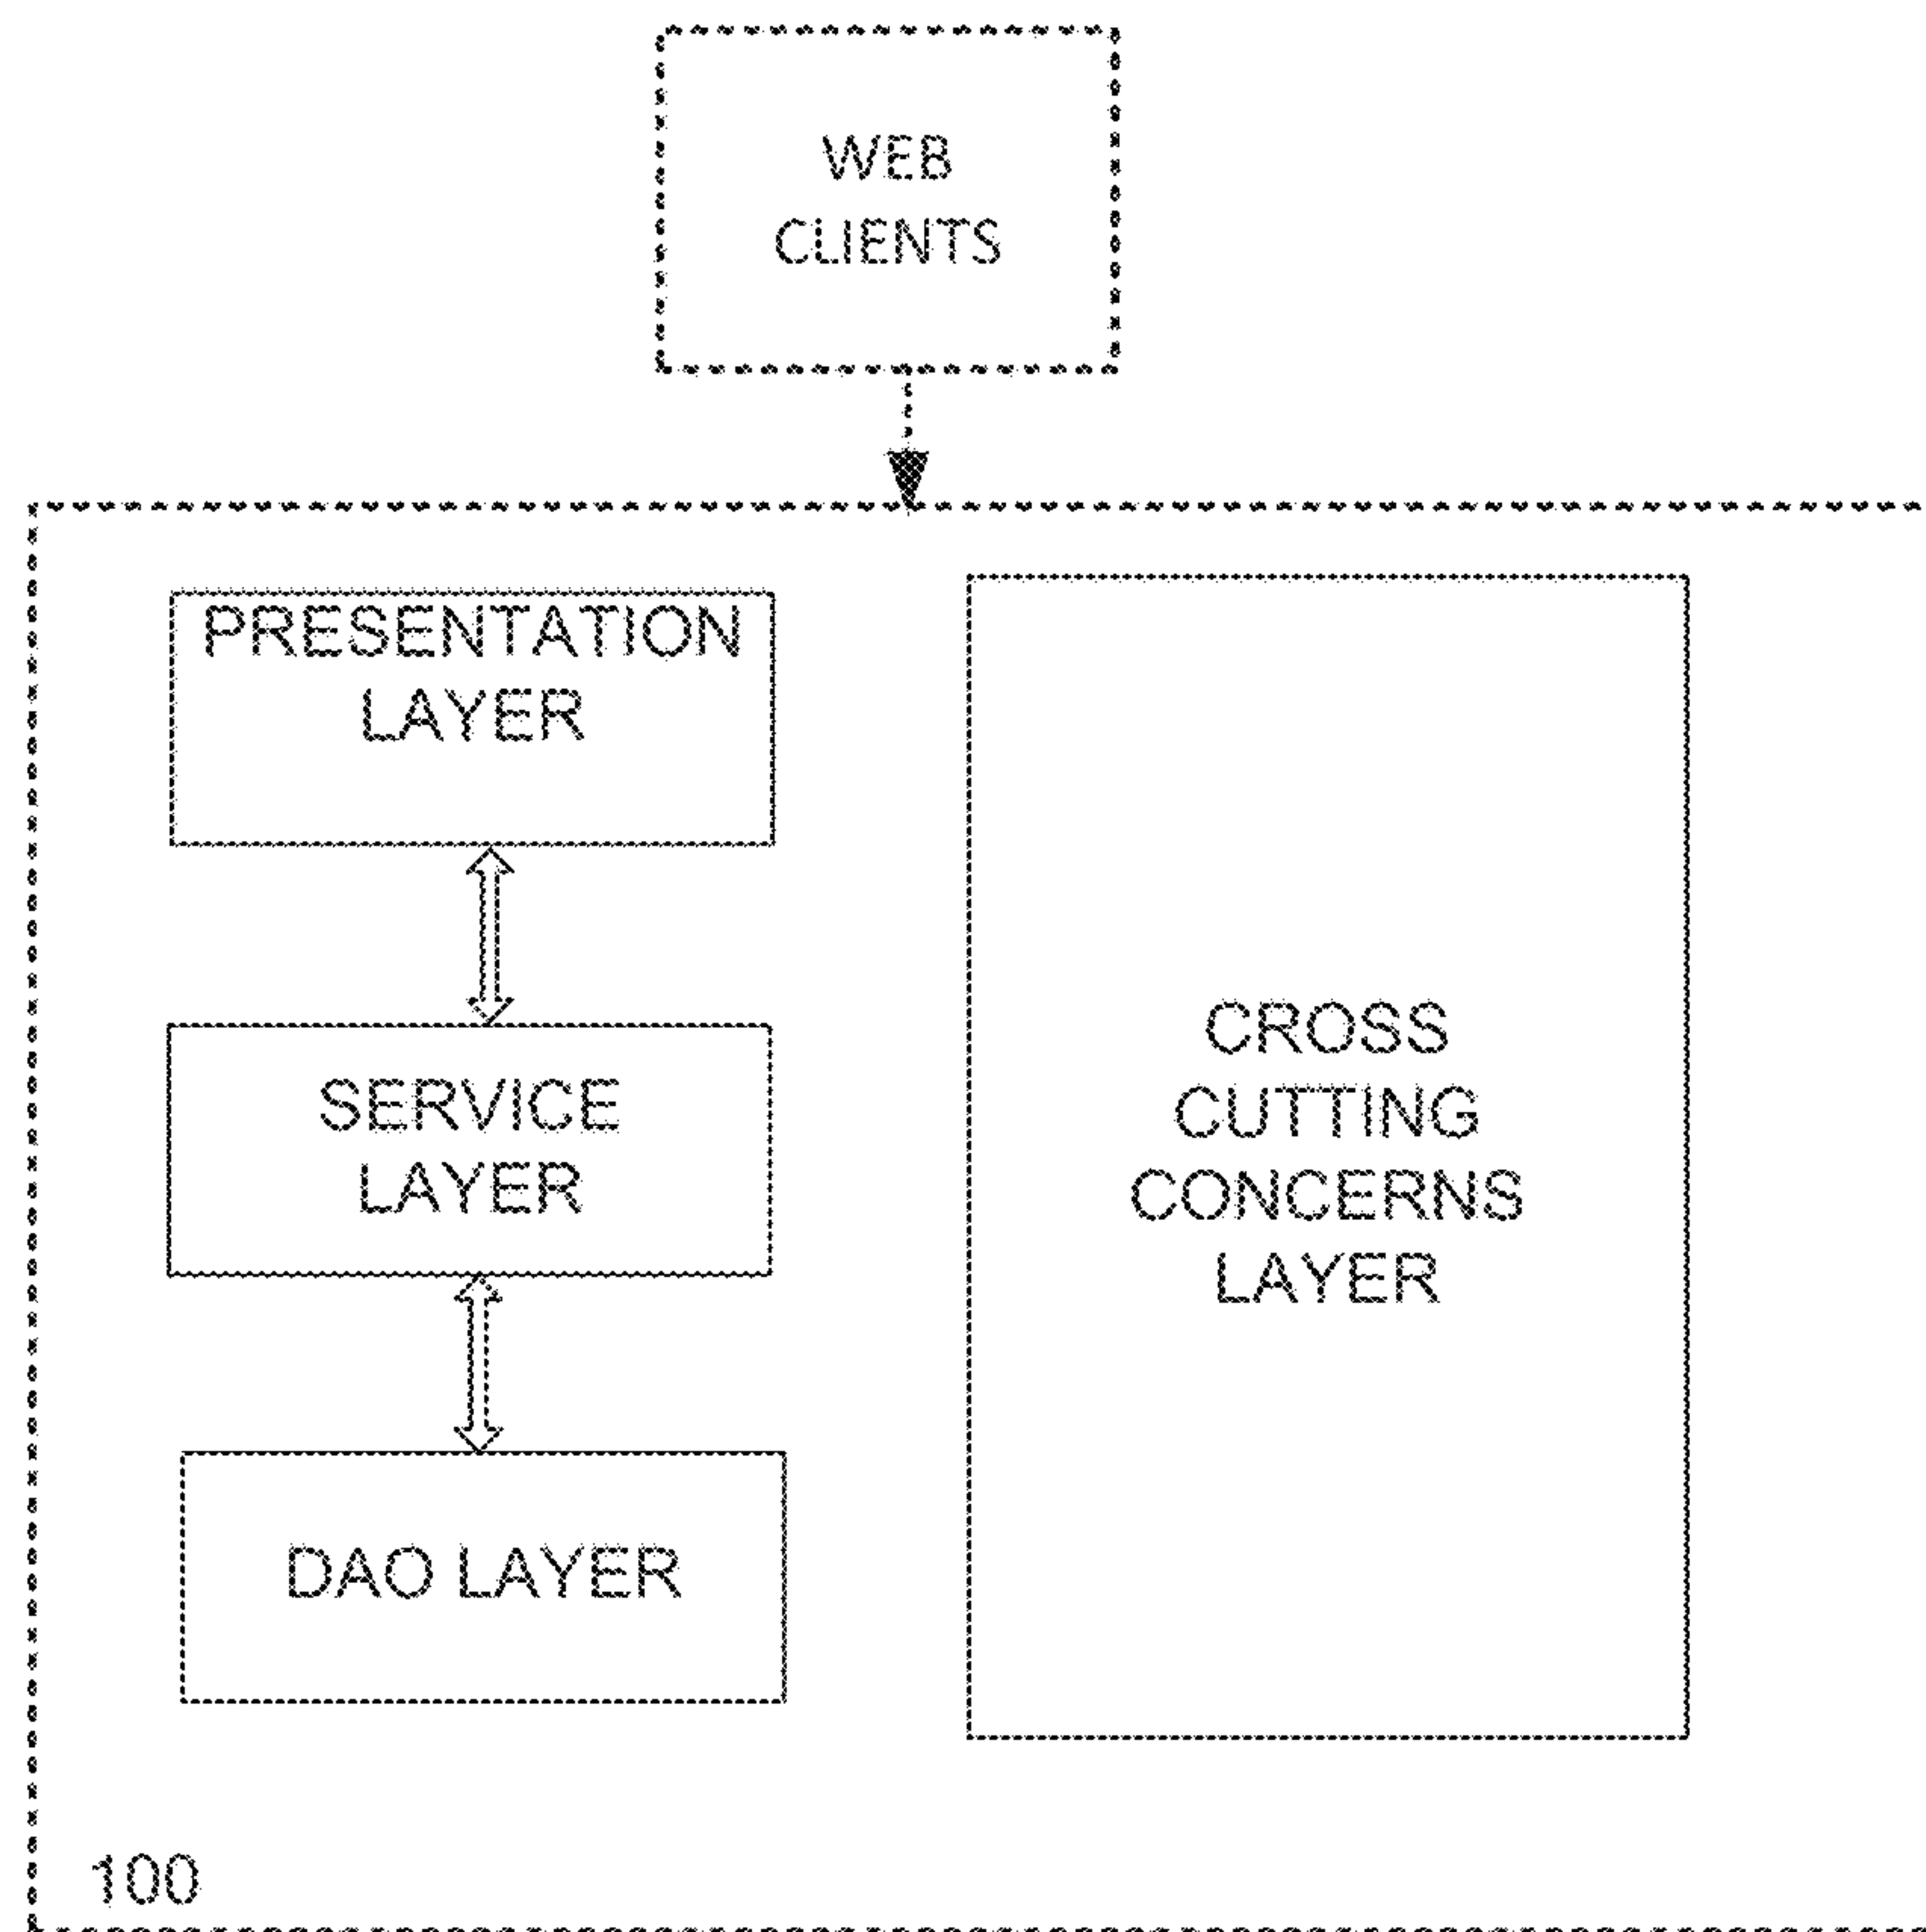 WEB
CLIENTS
PRESENTATION
LAYER
SERVICE
LAYER
DAO LAYER
CROSS
CUTTING
CONCERNS
LAYER
100